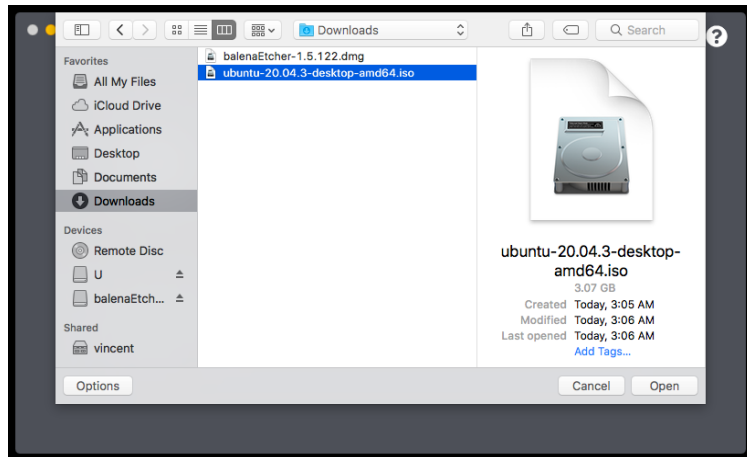 Downloads
Search
?
Favorites
All My Files
iCloud Drive
Applications
Desktop
Documents
Downloads
Devices
Remote Disc
U
balenaEtch...
Shared
vincent
balenaEtcher-1.5.122.dmg
ubuntu-20.04.3-desktop-amd64.iso
ubuntu-20.04.3-desktop-
amd64.iso
3.07 GB
Created Today, 3:05 AM
Modified Today, 3:06 AM
Last opened Today, 3:06 AM
Add Tags...
Options
Cancel
Open